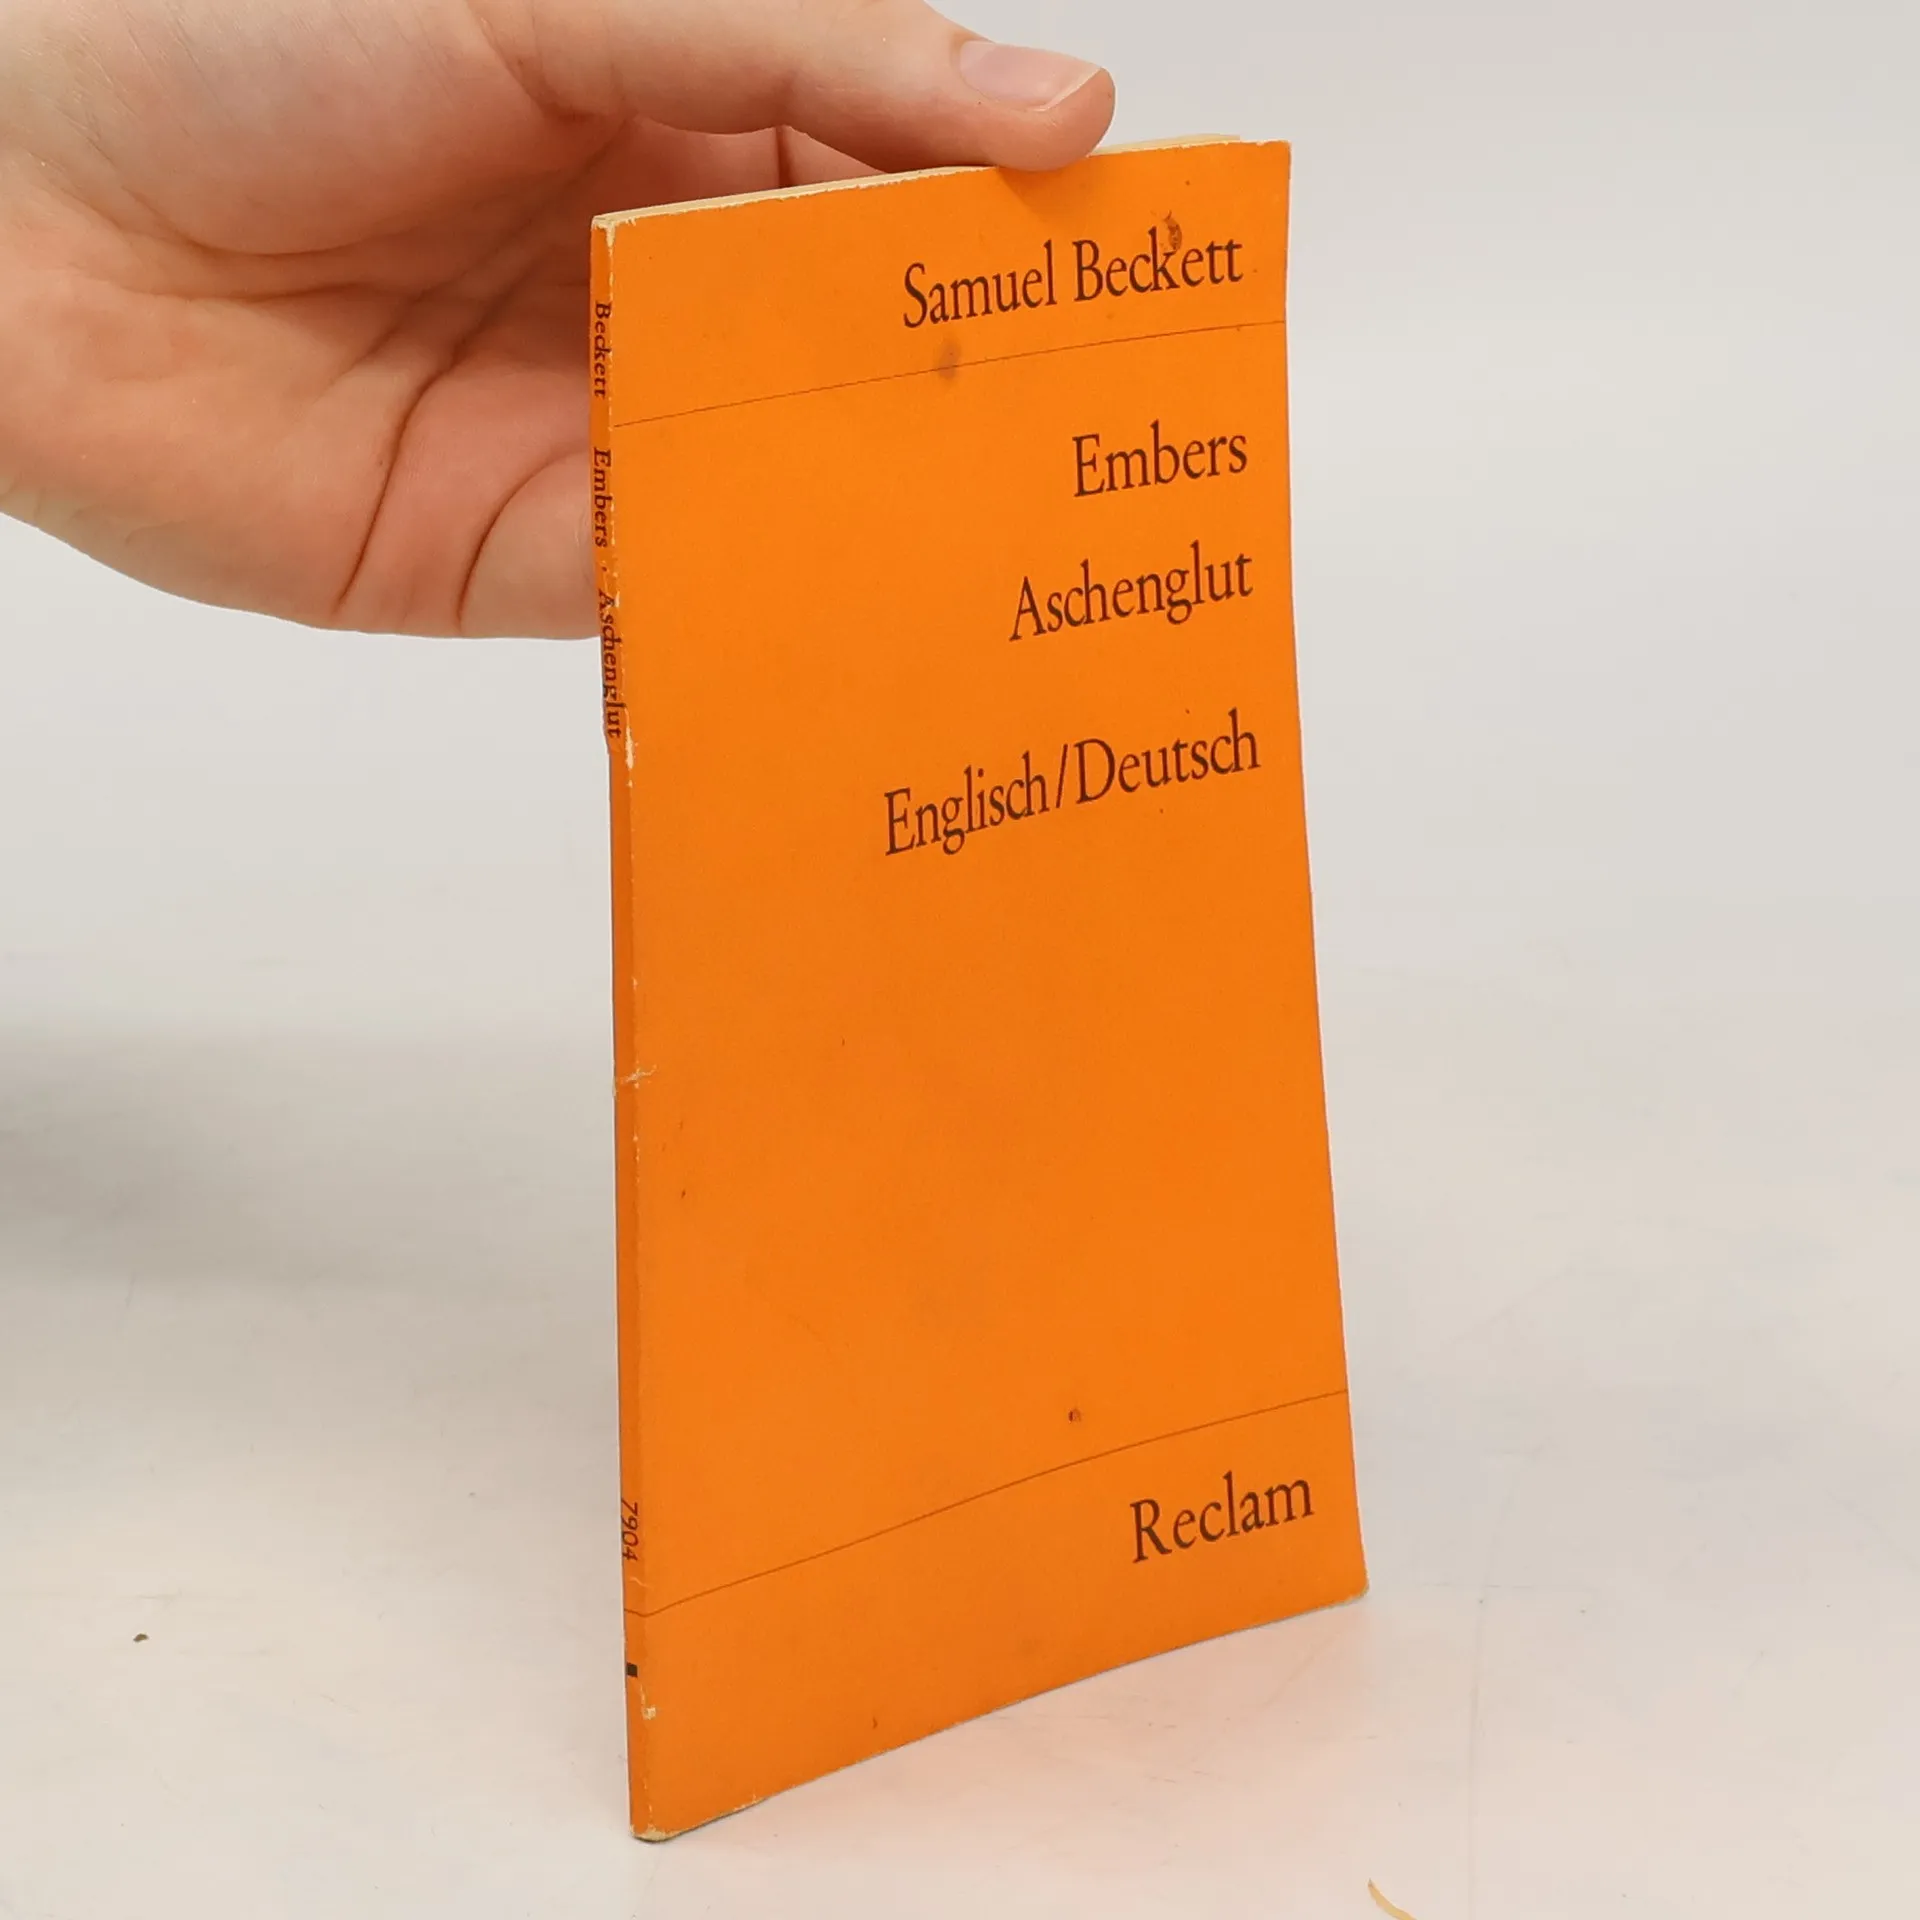 Samuel Beckett
Embers
Aschenglut
Englisch/Deutsch
Reclam
Beckett Embers · Aschenglut
7904